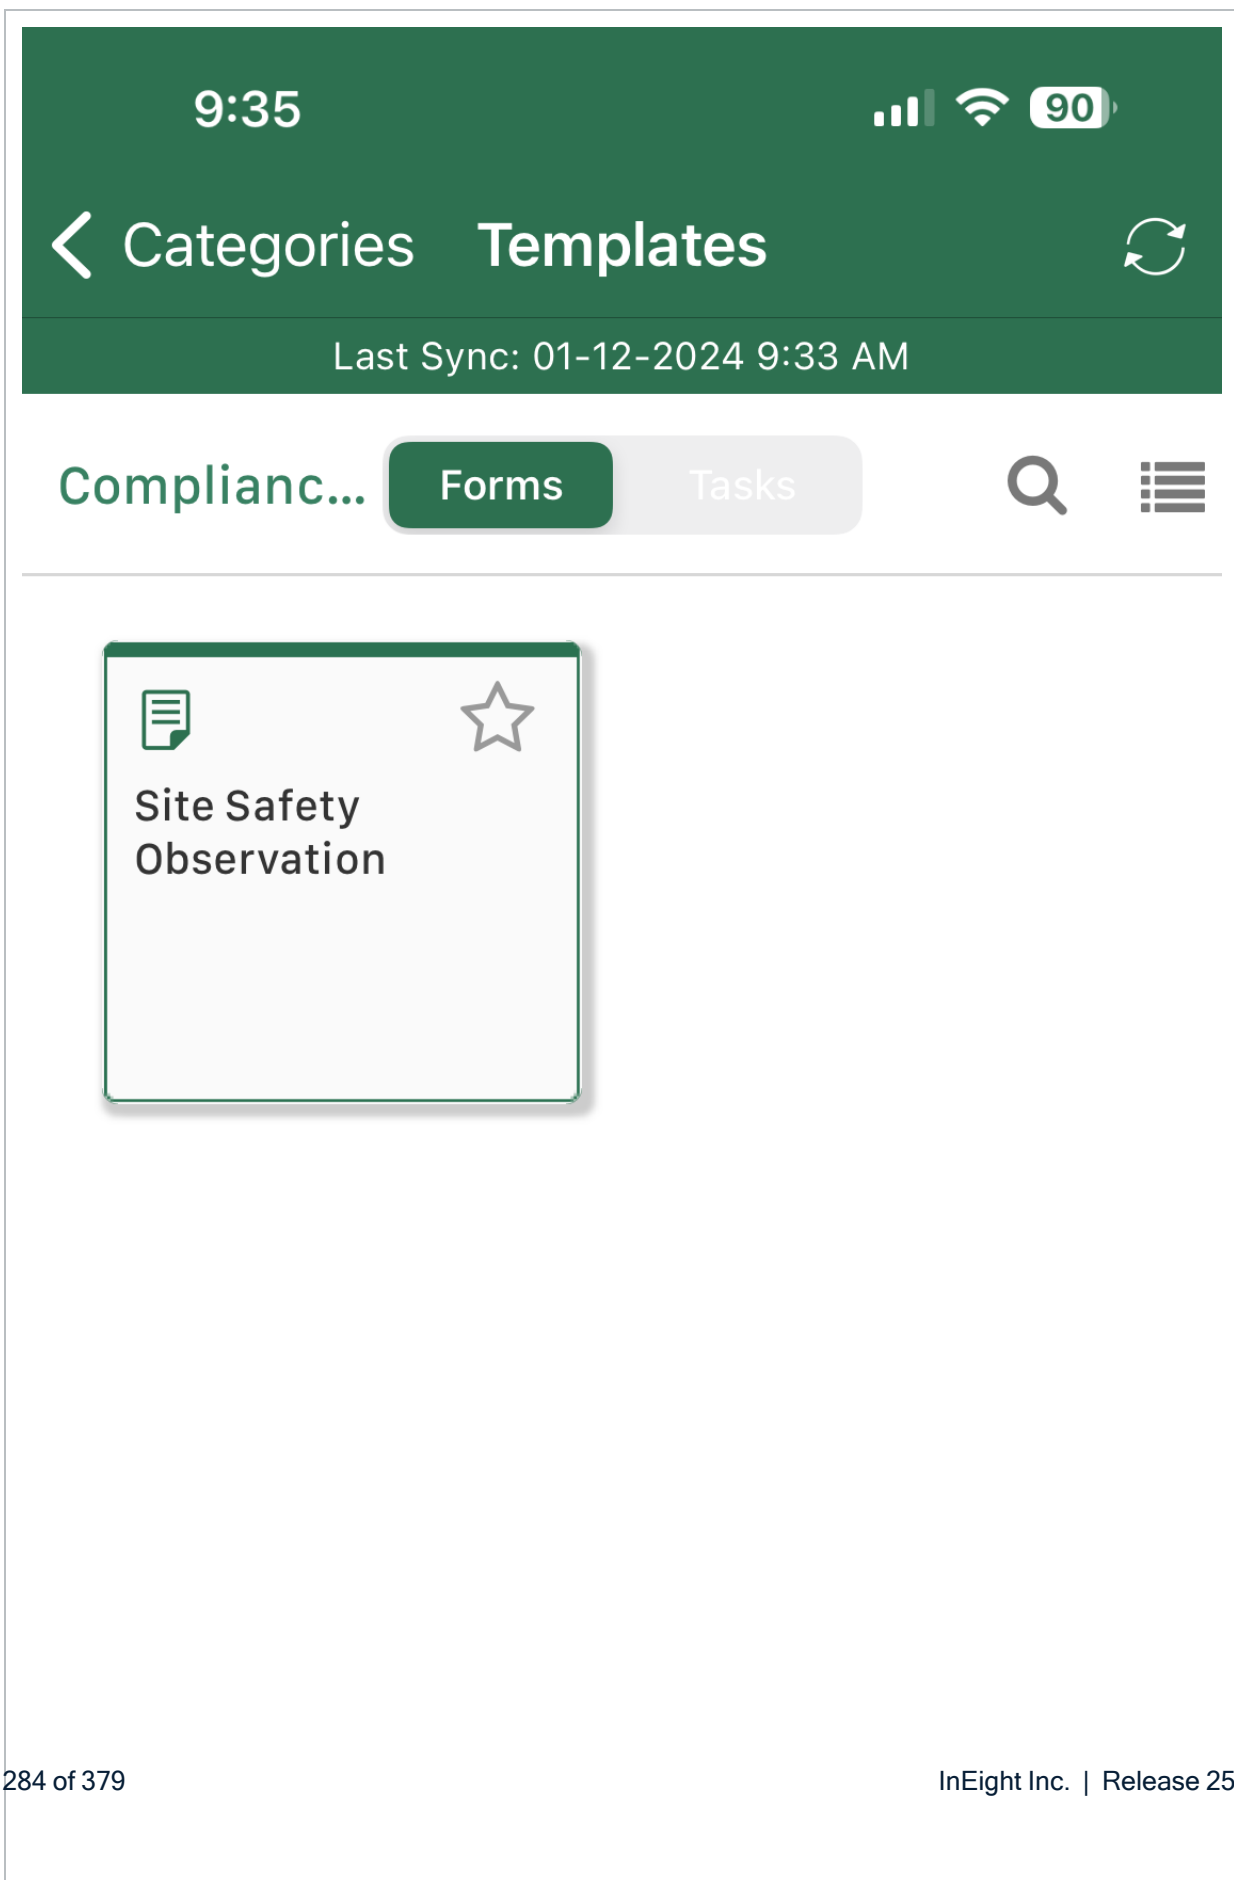 9:35
90
Categories Templates
Last Sync: 01-12-2024 9:33 AM
Complianc... Forms Tasks
Site Safety
Observation
284 of 379 InEight Inc. | Release 25